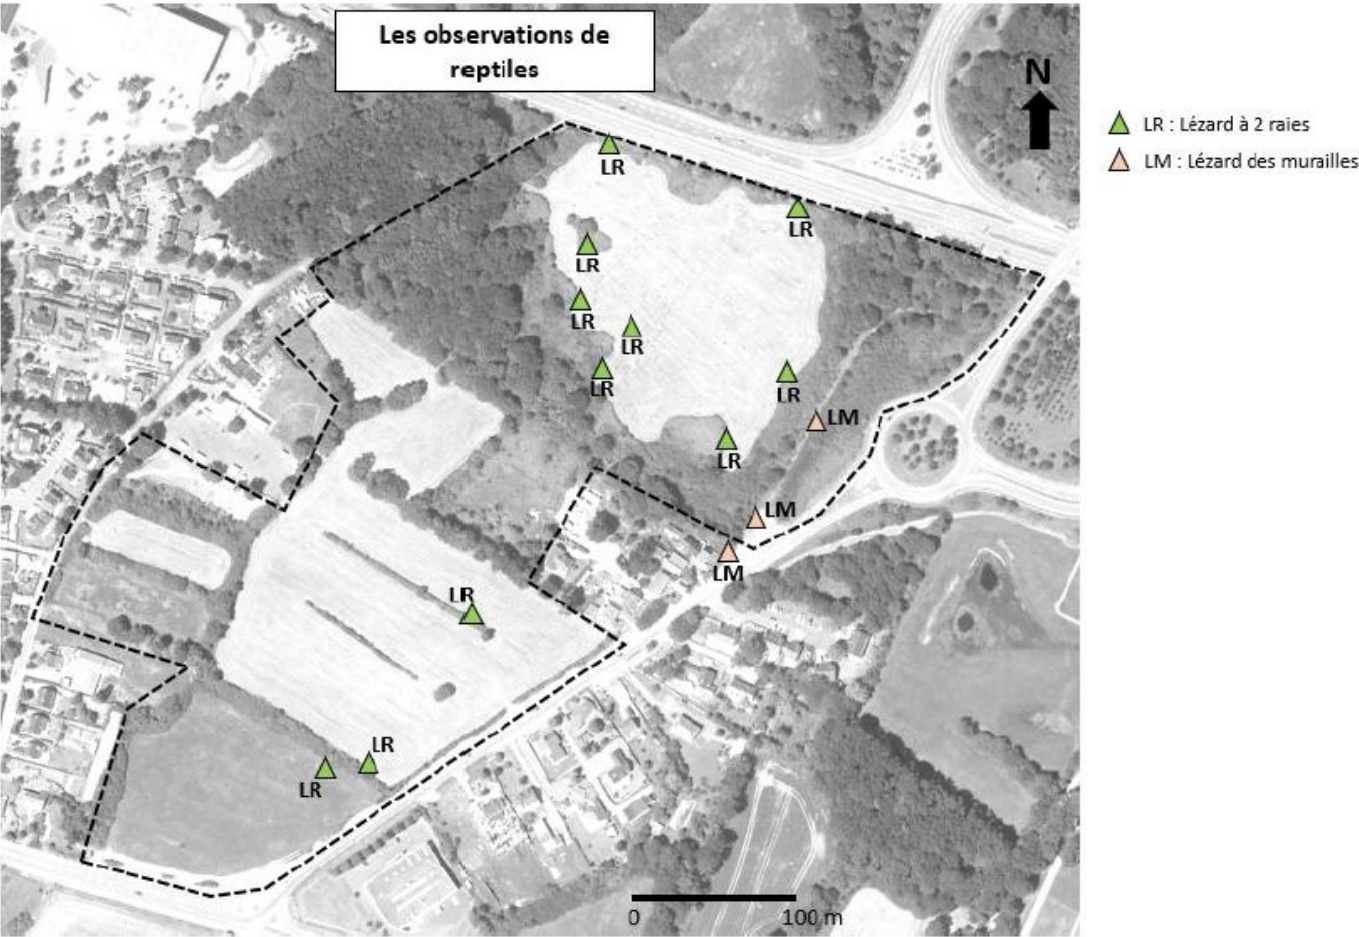 Les observations de
reptiles
N
LR : Lézard à 2 raies
LM : Lézard des murailles
LR
LR
LR
LR
LR
LR
LR
LM
LR
LM
LM
LR
LR
LR
0 100 m